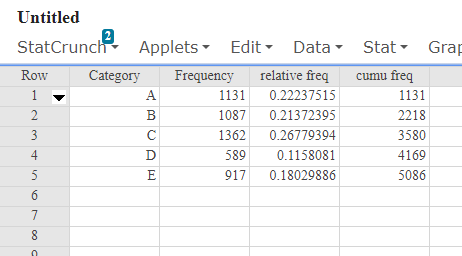 Untitled
2
StatCrunch Applets Edit Data Stat Grap
Row Category Frequency relative freq cumu freq
1 A 1131 0.22237515 1131
2 B 1087 0.21372395 2218
3 C 1362 0.26779394 3580
4 D 589 0.1158081 4169
5 E 917 0.18029886 5086
6
7
8